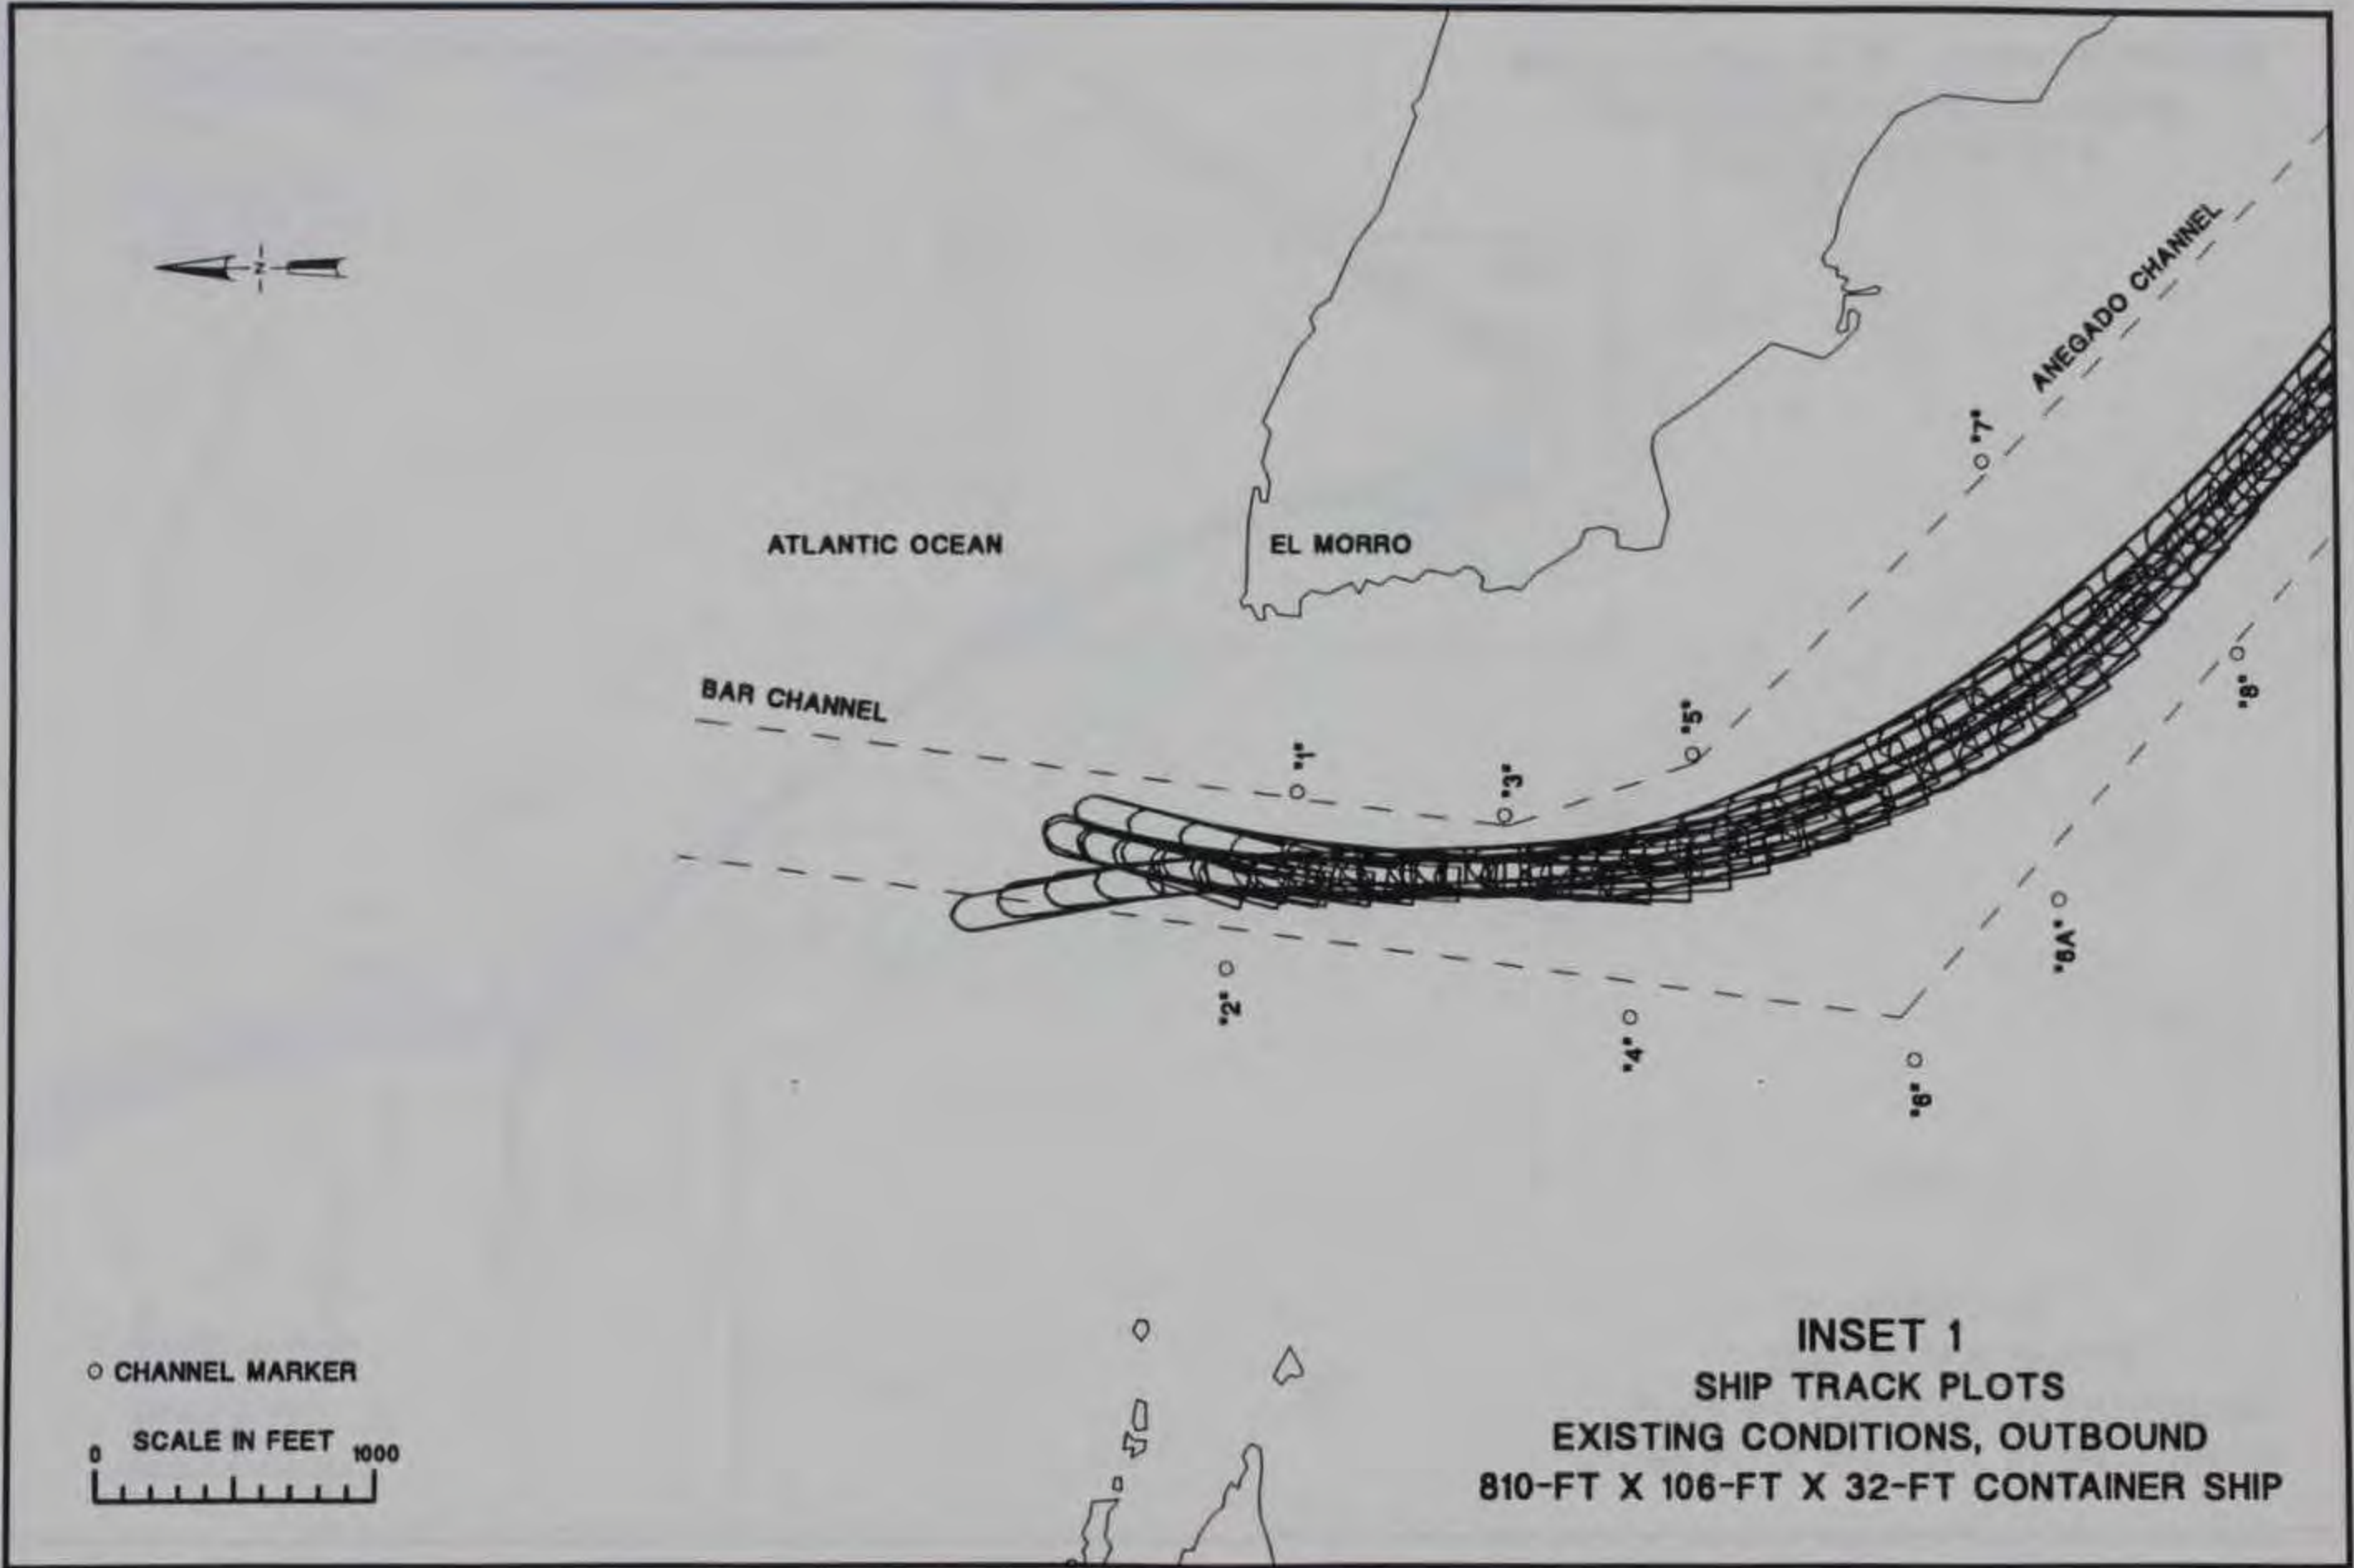 N
ANEGADO CHANNEL
"7"
ATLANTIC OCEAN
EL MORRO
BAR CHANNEL
"8"
"5"
"1"
"3"
"6A"
"2"
"4"
"6"
INSET 1
SHIP TRACK PLOTS
EXISTING CONDITIONS, OUTBOUND
810-FT X 106-FT X 32-FT CONTAINER SHIP
CHANNEL MARKER
SCALE IN FEET
0 1000